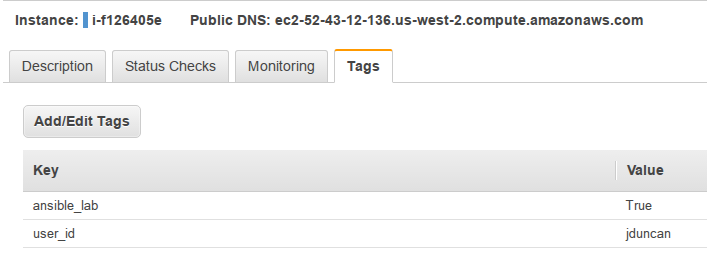 Instance: i-f126405e Public DNS: ec2-52-43-12-136.us-west-2.compute.amazonaws.com
Description Status Checks Monitoring Tags
Add/Edit Tags
Key Value
ansible_lab True
user_id jduncan